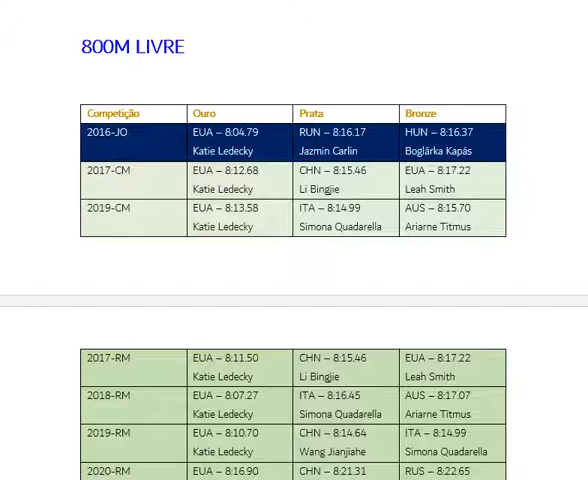 800M LIVRE
Competição Ouro Prata Bronze
2016-JO EUA – 8:04.79 RUN – 8:16.17 HUN – 8:16.37
Katie Ledecky Jazmin Carlin Boglárka Kapás
2017-CM EUA – 8:12.68 CHN – 8:15.46 EUA – 8:17.22
Katie Ledecky Li Bingjie Leah Smith
2019-CM EUA – 8:13.58 ITA – 8:14.99 AUS – 8:15.70
Katie Ledecky Simona Quadarella Ariarne Titmus
2017-RM EUA – 8:11.50 CHN – 8:15.46 EUA – 8:17.22
Katie Ledecky Li Bingjie Leah Smith
2018-RM EUA – 8:07.27 ITA – 8:16.45 AUS – 8:17.07
Katie Ledecky Simona Quadarella Ariarne Titmus
2019-RM EUA – 8:10.70 CHN – 8:14.64 ITA – 8:14.99
Katie Ledecky Wang Jianjiahe Simona Quadarella
2020-RM EUA – 8:16.90 CHN – 8:21.31 RUS – 8:22.65